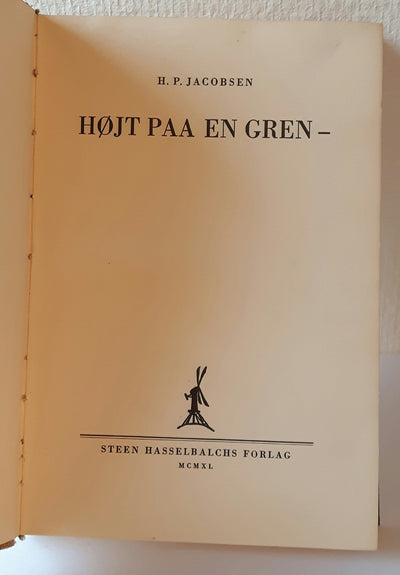 H. P. JACOBSEN
HØJT PAA EN GREN –
STEEN HASSELBALCHS FORLAG
MCMXL